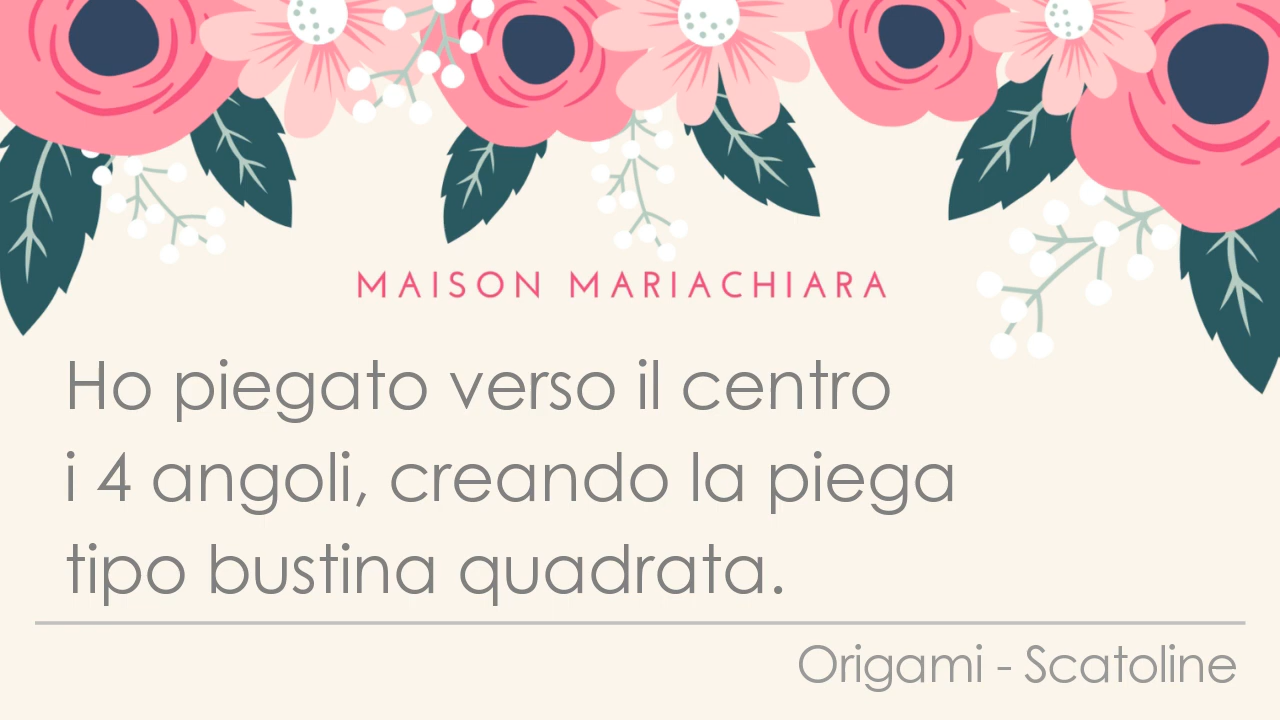 MAISON MARIACHIARA
Ho piegato verso il centro
i 4 angoli, creando la piega
tipo bustina quadrata.
Origami - Scatoline